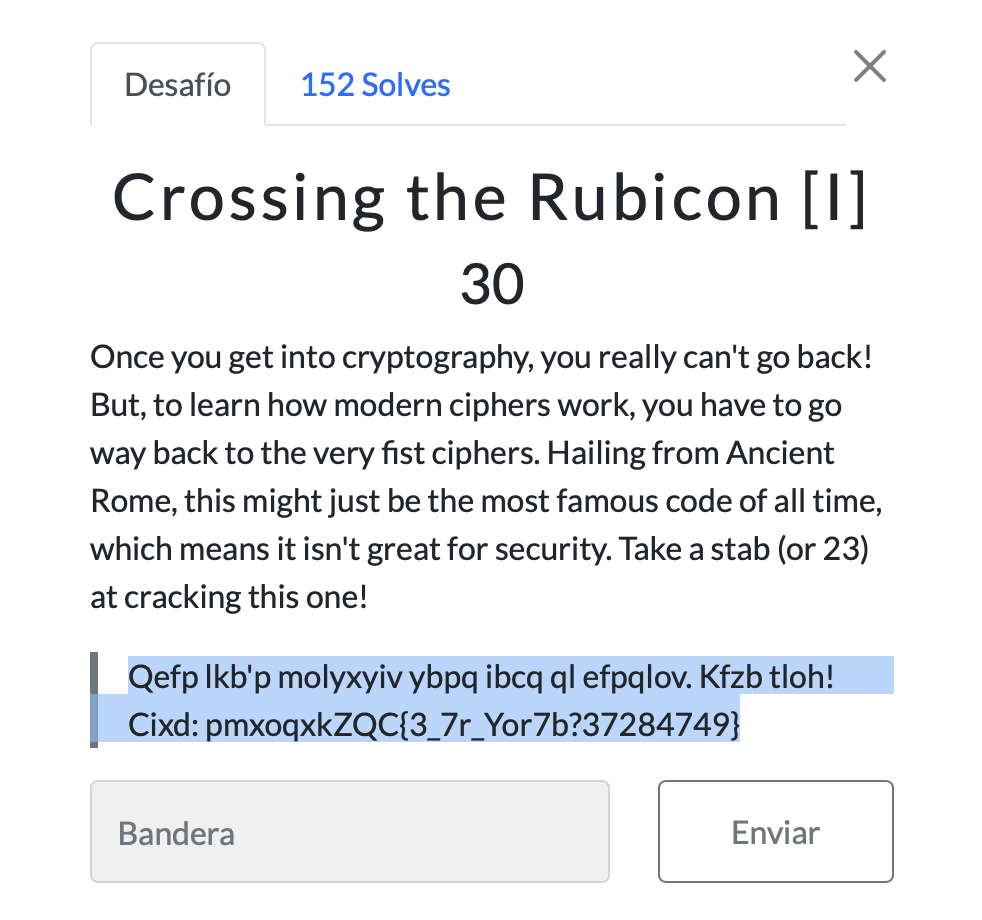 Desafío
152 Solves
Crossing the Rubicon [I]
30
Once you get into cryptography, you really can't go back!
But, to learn how modern ciphers work, you have to go
way back to the very fist ciphers. Hailing from Ancient
Rome, this might just be the most famous code of all time,
which means it isn't great for security. Take a stab (or 23)
at cracking this one!
Qefp lkb'p molyxyiv ybpq ibcq ql efpqlov. Kfzb tloh!
Cixd: pmxoqxkZQC{3_7r_Yor7b?37284749}
Bandera
Enviar